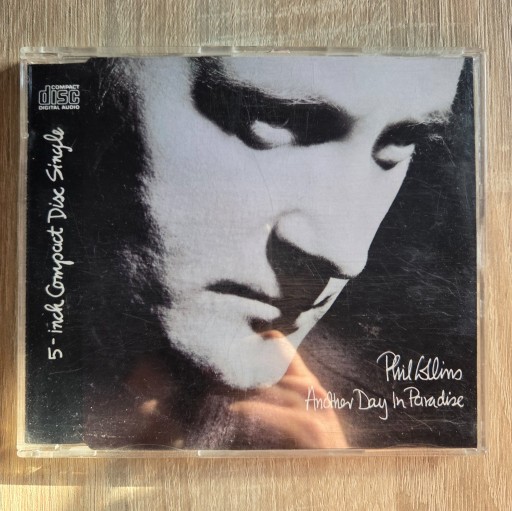 COMPACT
disc
DIGITAL AUDIO
5-inch Compact Disc Single
Phil Collins
Another Day In Paradise